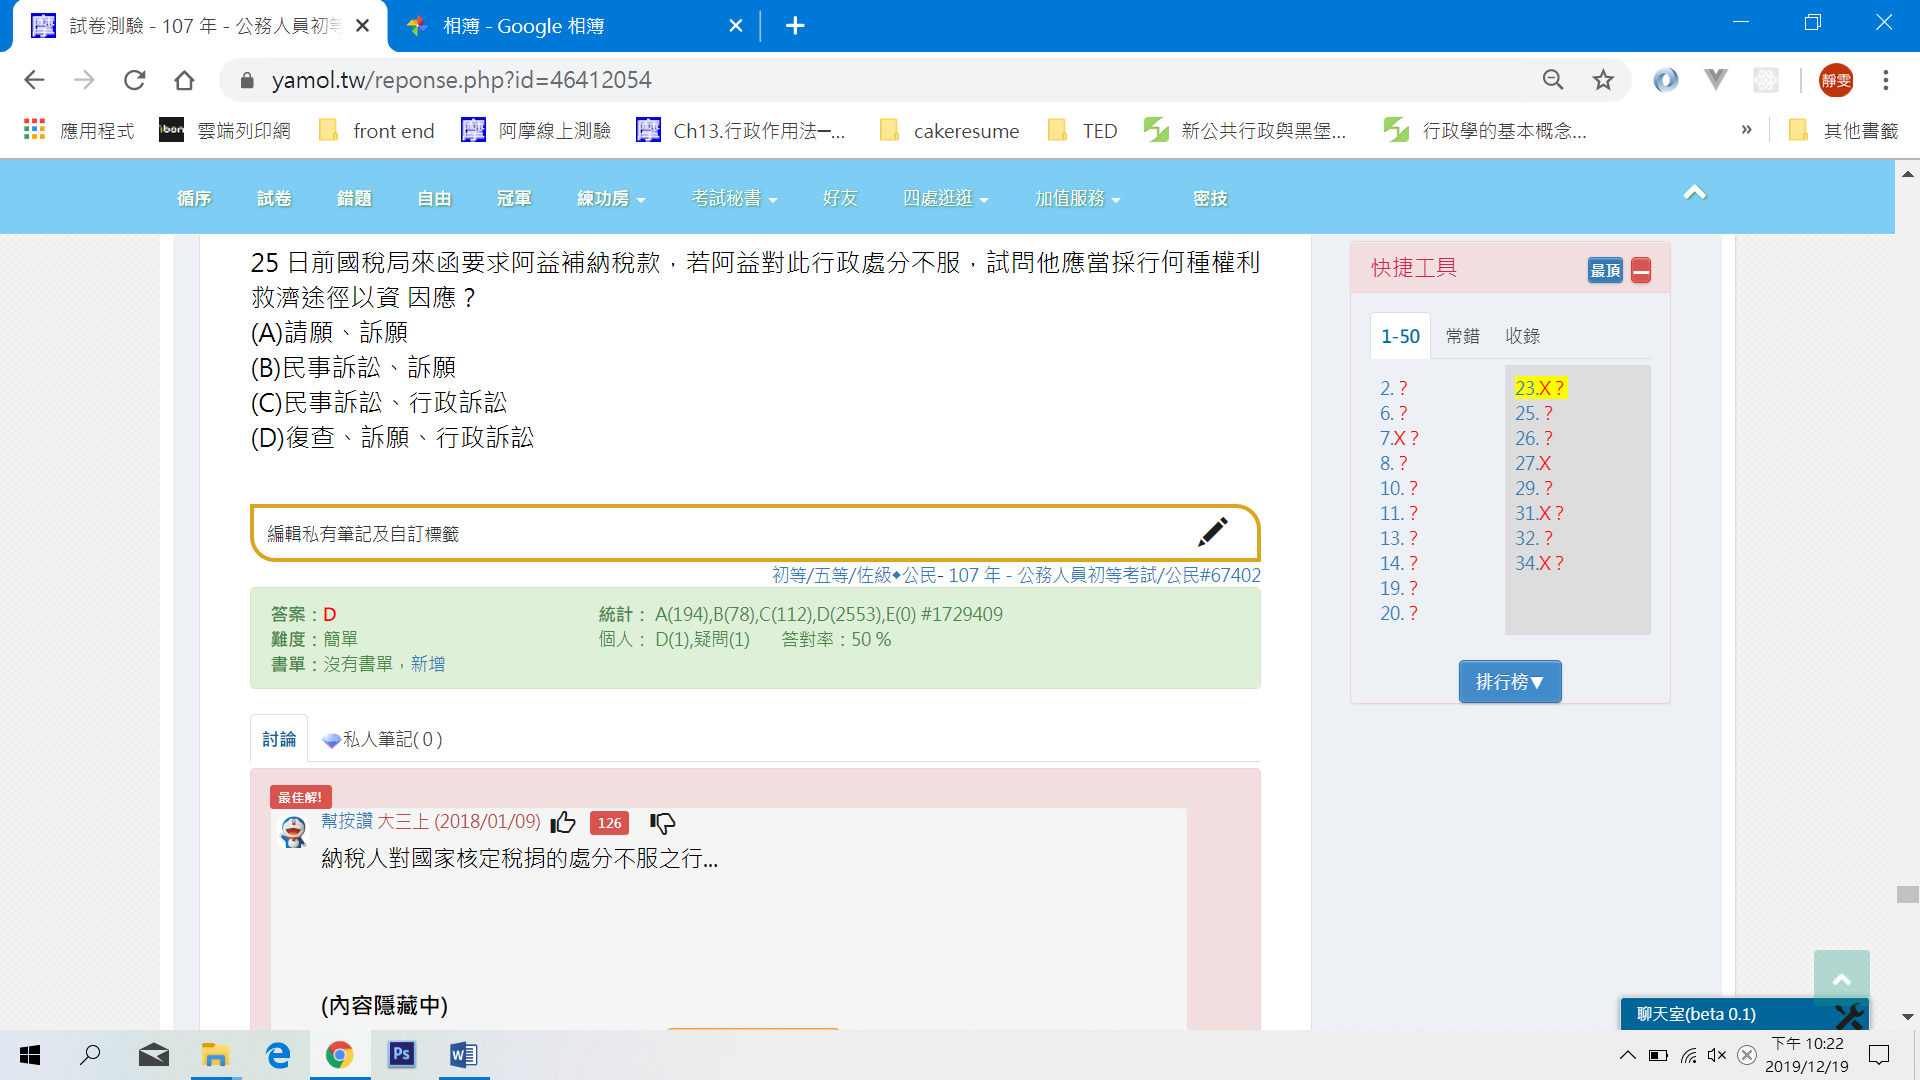 試卷測驗 - 107 年 - 公務人員初等
相簿 - Google 相簿
yamol.tw/reponse.php?id=46412054
靜雯
應用程式
ibon
雲端列印網
front end
摩
阿摩線上測驗
摩
Ch13.行政作用法─...
cakeresume
TED
新公共行政與黑堡...
行政學的基本概念...
»
其他書籤
循序
試卷
錯題
自由
冠軍
練功房
考試秘書
好友
四處逛逛
加值服務
密技
25 日前國稅局來函要求阿益補納稅款，若阿益對此行政處分不服，試問他應當採行何種權利
救濟途徑以資 因應？
(A)請願、訴願
(B)民事訴訟、訴願
(C)民事訴訟、行政訴訟
(D)復查、訴願、行政訴訟
編輯私有筆記及自訂標籤
初等/五等/佐級◆公民- 107 年 - 公務人員初等考試/公民#67402
答案：D
統計： A(194),B(78),C(112),D(2553),E(0) #1729409
難度：簡單
個人： D(1),疑問(1) 答對率：50 %
書單：沒有書單，新增
討論
私人筆記( 0 )
最佳解!
幫按讚 大三上 (2018/01/09)
126
納稅人對國家核定稅捐的處分不服之行...
(內容隱藏中)
快捷工具
最頂
1-50
常錯
收錄
2. ?
6. ?
7.X ?
8. ?
10. ?
11. ?
13. ?
14. ?
19. ?
20. ?
23.X ?
25. ?
26. ?
27.X
29. ?
31.X ?
32. ?
34.X ?
排行榜▼
聊天室(beta 0.1)
Ps
下午 10:22
2019/12/19